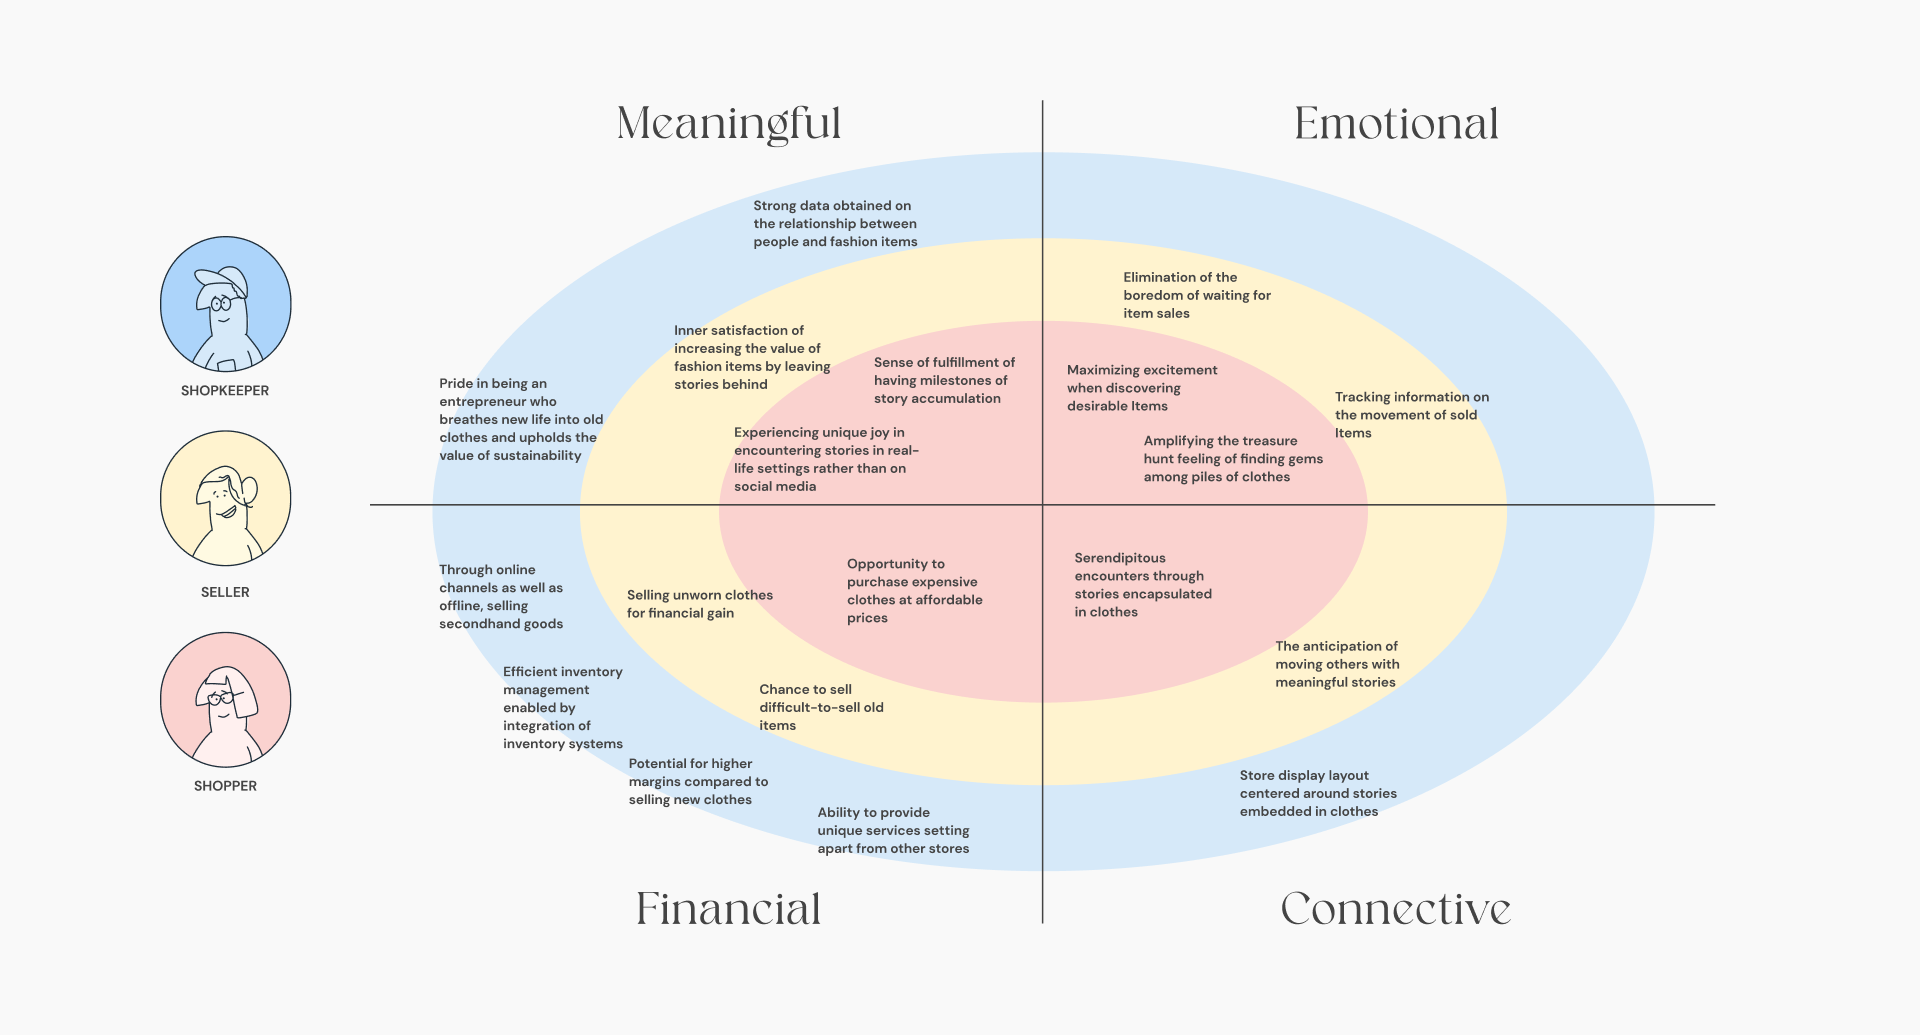 Meaningful
Emotional
Strong data obtained on
the relationship between
people and fashion items
Elimination of the
boredom of waiting for
item sales
Inner satisfaction of
increasing the value of
fashion items by leaving
stories behind
Sense of fulfillment of
having milestones of
story accumulation
Maximizing excitement
when discovering
desirable Items
Pride in being an
entrepreneur who
breathes new life into old
clothes and upholds the
value of sustainability
Tracking information on
the movement of sold
Items
Experiencing unique joy in
encountering stories in real-
life settings rather than on
social media
Amplifying the treasure
hunt feeling of finding gems
among piles of clothes
SHOPKEEPER
SELLER
SHOPPER
Through online
channels as well as
offline, selling
secondhand goods
Selling unworn clothes
for financial gain
Opportunity to
purchase expensive
clothes at affordable
prices
Serendipitous
encounters through
stories encapsulated
in clothes
Efficient inventory
management
enabled by
integration of
inventory systems
Chance to sell
difficult-to-sell old
items
The anticipation of
moving others with
meaningful stories
Potential for higher
margins compared to
selling new clothes
Ability to provide
unique services setting
apart from other stores
Store display layout
centered around stories
embedded in clothes
Financial
Connective